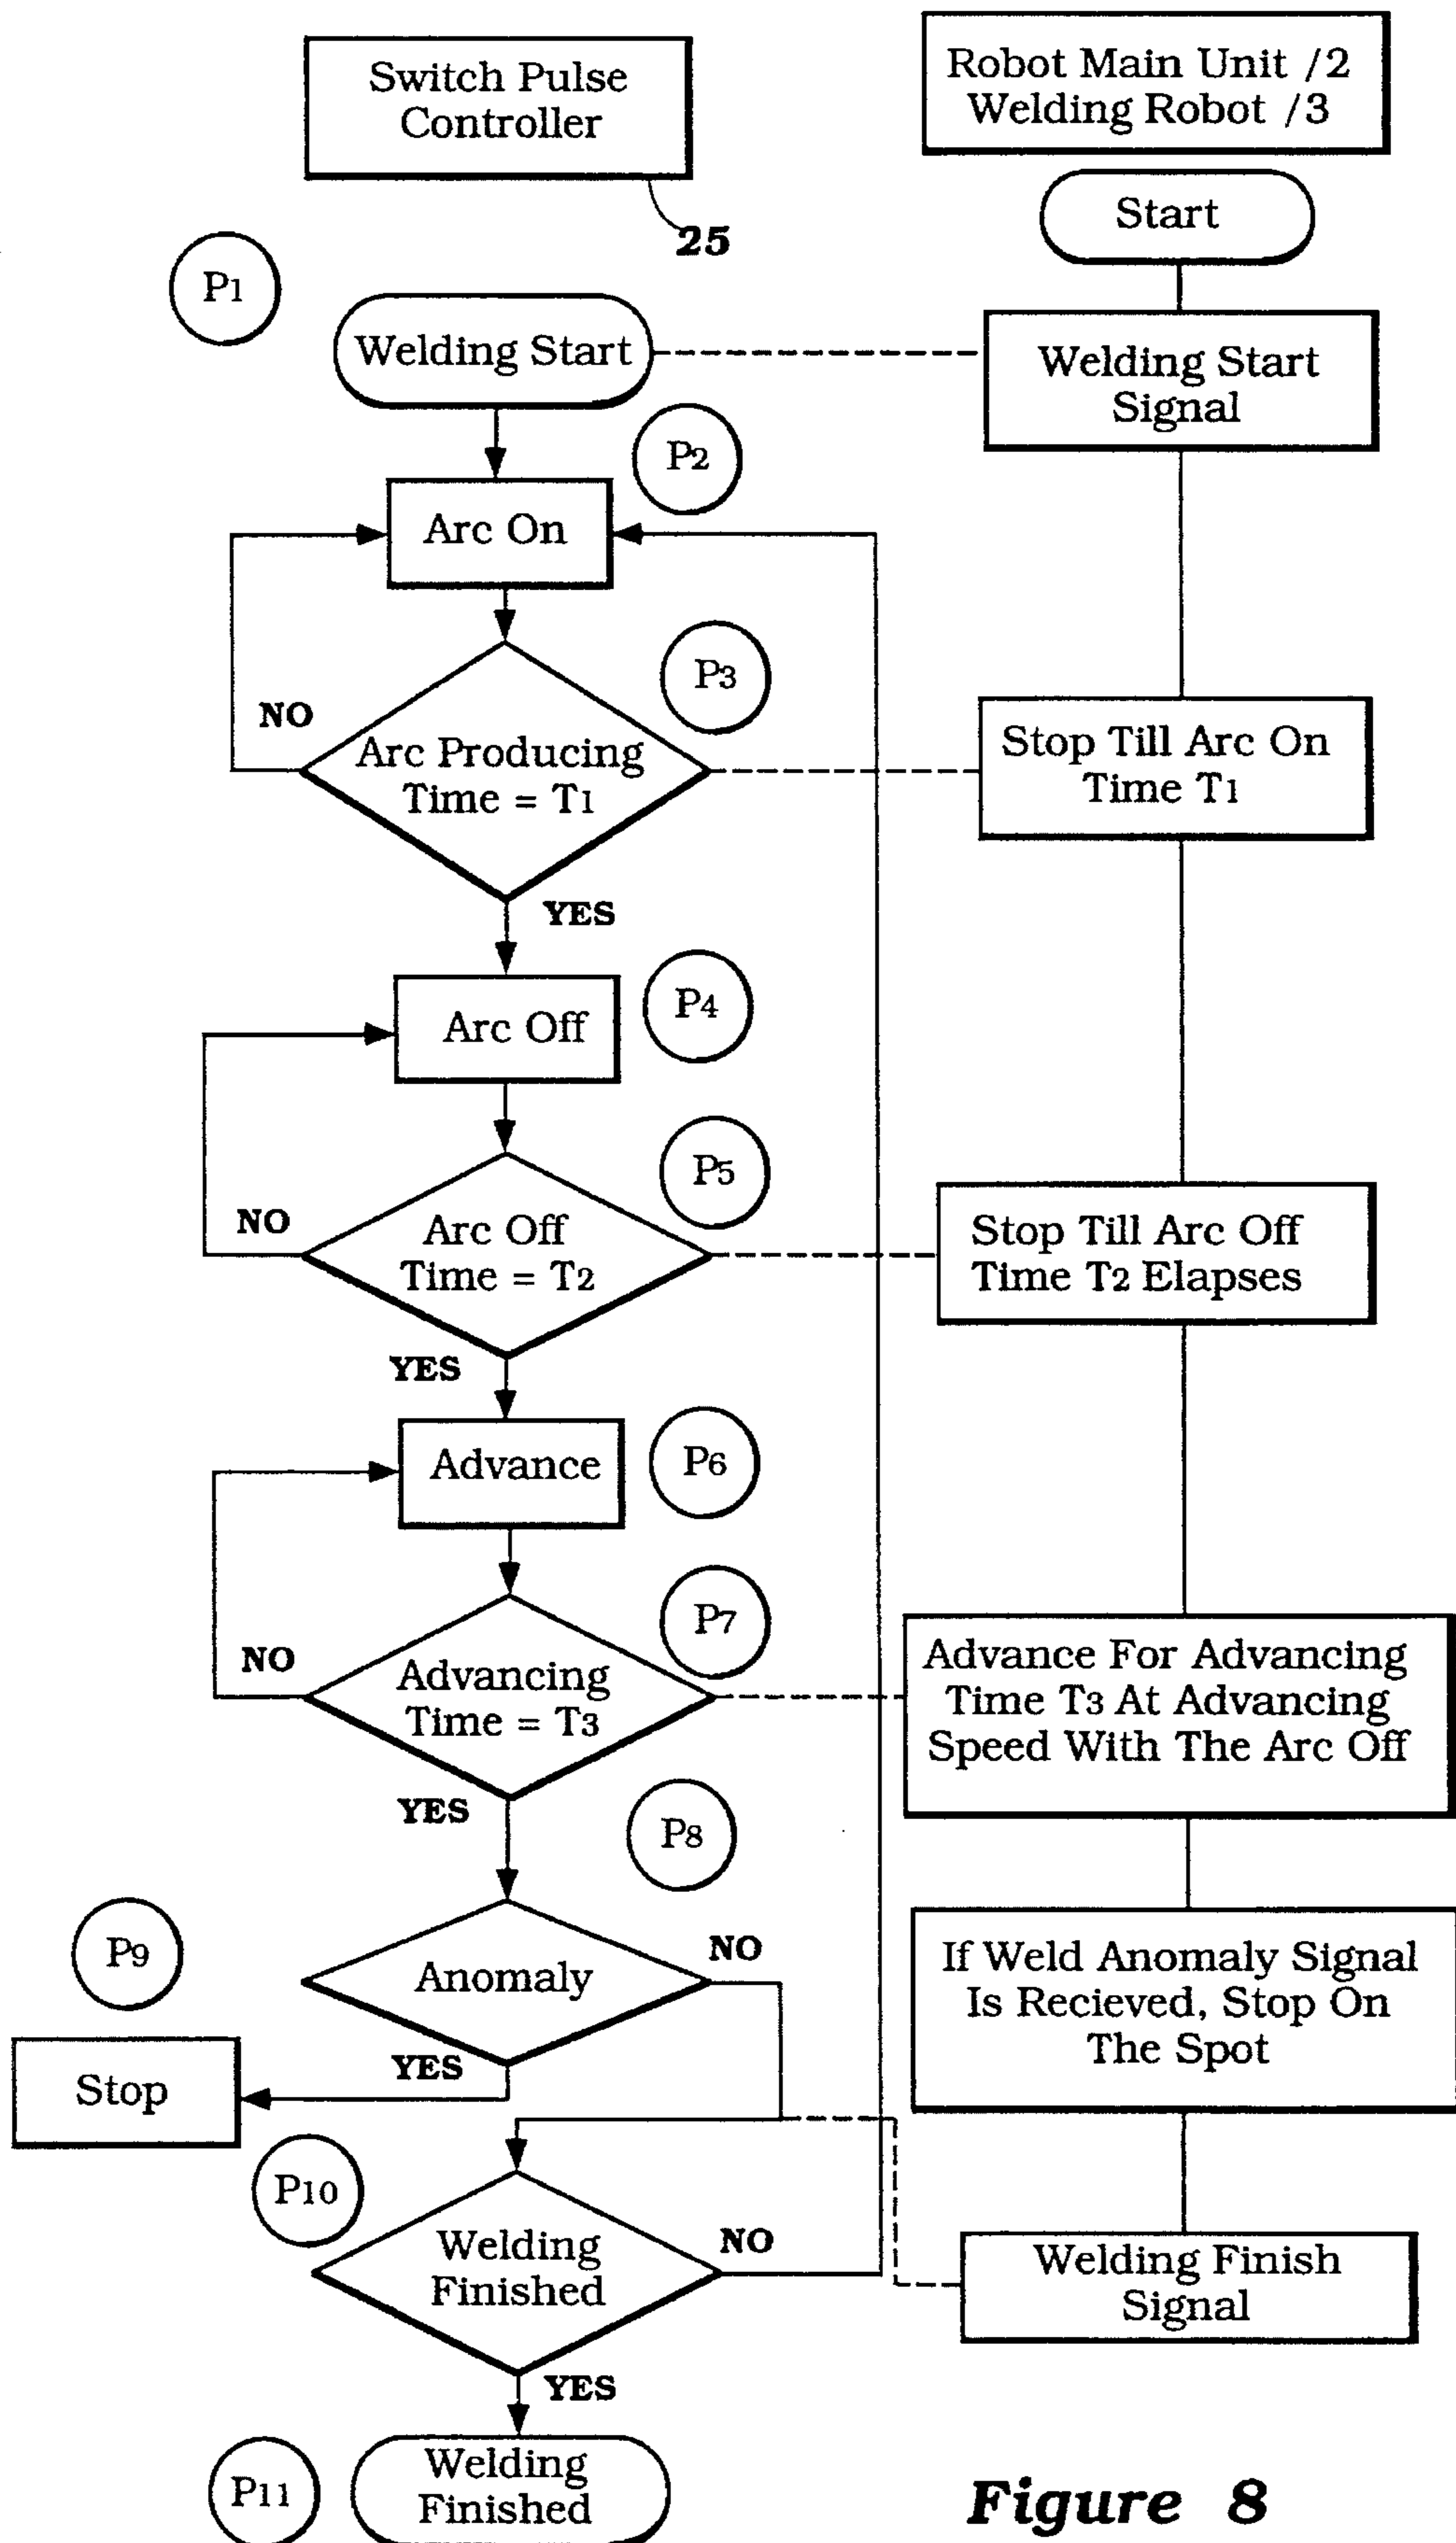 Switch Pulse
Controller
25
Robot Main Unit /2
Welding Robot /3
Start
P1
Welding Start
Welding Start
Signal
P2
Arc On
P3
NO
Arc Producing
Time = T1
Stop Till Arc On
Time T1
YES
P4
Arc Off
P5
NO
Arc Off
Time = T2
Stop Till Arc Off
Time T2 Elapses
YES
P6
Advance
P7
NO
Advancing
Time = T3
Advance For Advancing
Time T3 At Advancing
Speed With The Arc Off
YES
P8
P9
Anomaly
NO
If Weld Anomaly Signal
Is Recieved, Stop On
The Spot
YES
Stop
P10
Welding
Finished
NO
Welding Finish
Signal
YES
P11
Welding
Finished
Figure 8